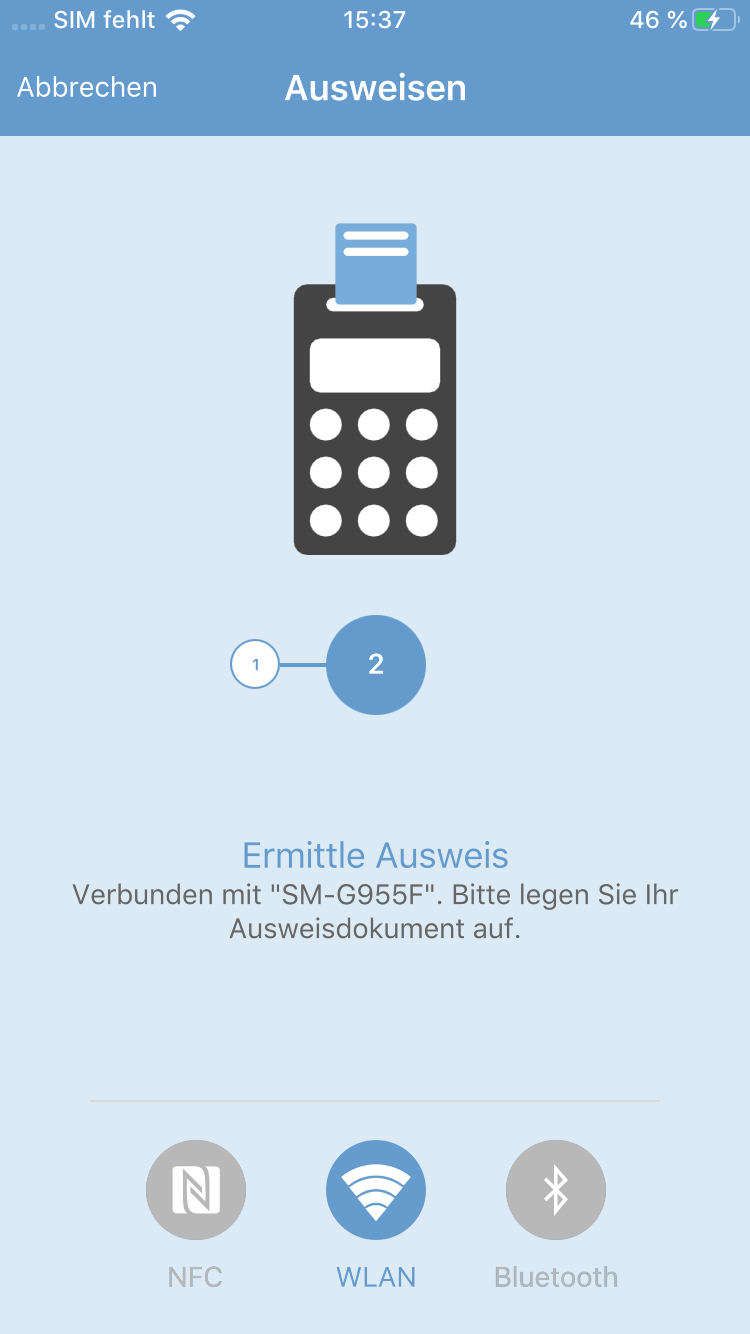 SIM fehlt 15:37 46 %
Abbrechen Ausweisen
1 2
Ermittle Ausweis
Verbunden mit "SM-G955F". Bitte legen Sie Ihr
Ausweisdokument auf.
NFC WLAN Bluetooth